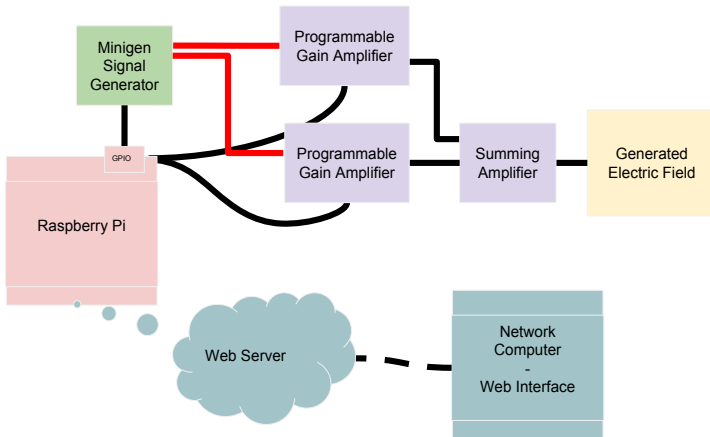 Minigen
Signal
Generator
Programmable
Gain Amplifier
GPIO
Programmable
Gain Amplifier
Summing
Amplifier
Generated
Electric Field
Raspberry Pi
Web Server
Network
Computer
-
Web Interface